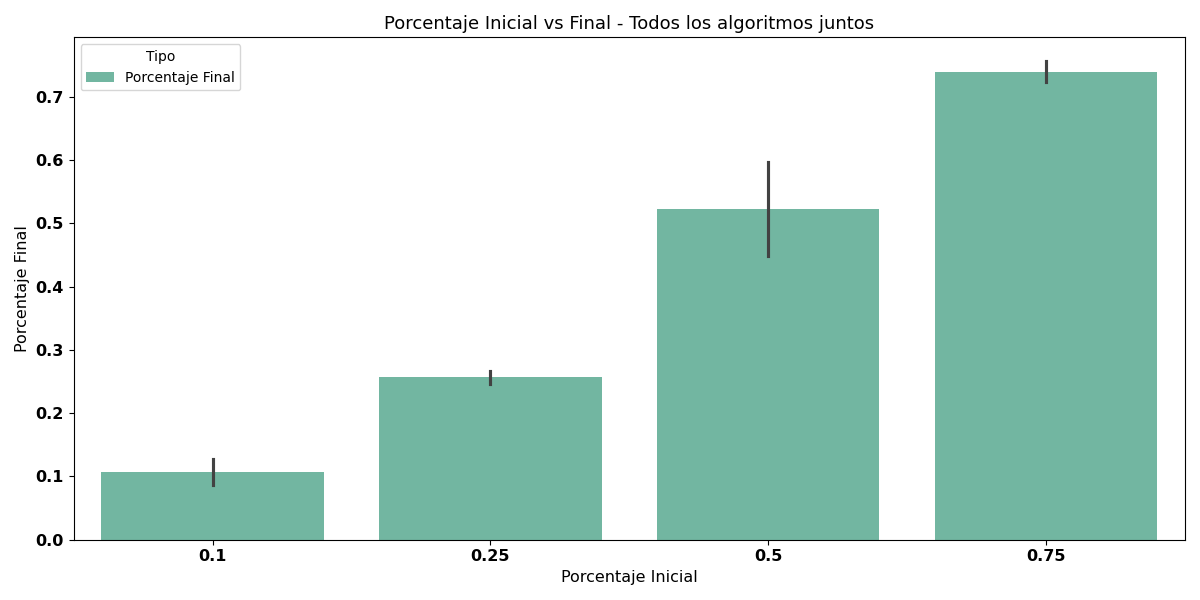 Porcentaje Inicial vs Final - Todos los algoritmos juntos
Tipo
Porcentaje Final
Porcentaje Final
0.7
0.6
0.5
0.4
0.3
0.2
0.1
0.0
0.1 0.25 0.5 0.75
Porcentaje Inicial